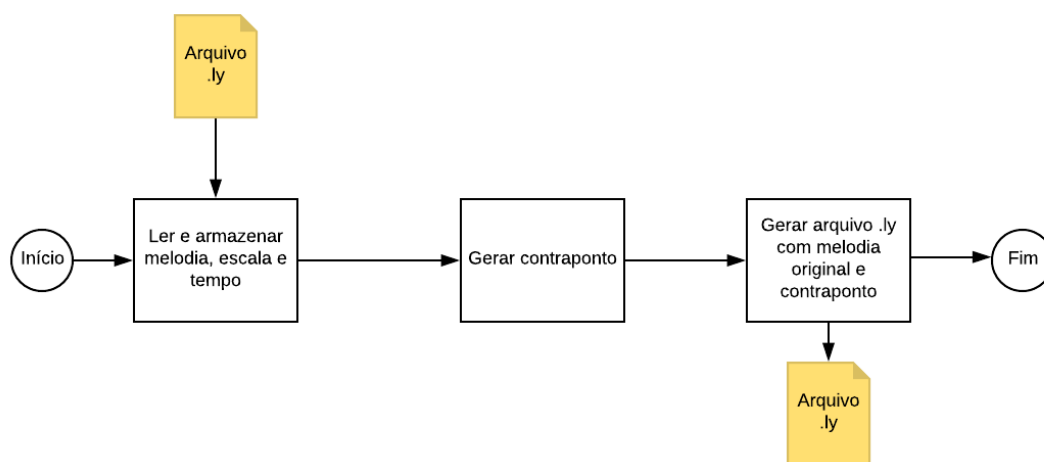 Arquivo
.ly
Início
Ler e armazenar
melodia, escala e
tempo
Gerar contraponto
Gerar arquivo .ly
com melodia
original e
contraponto
Fim
Arquivo
.ly